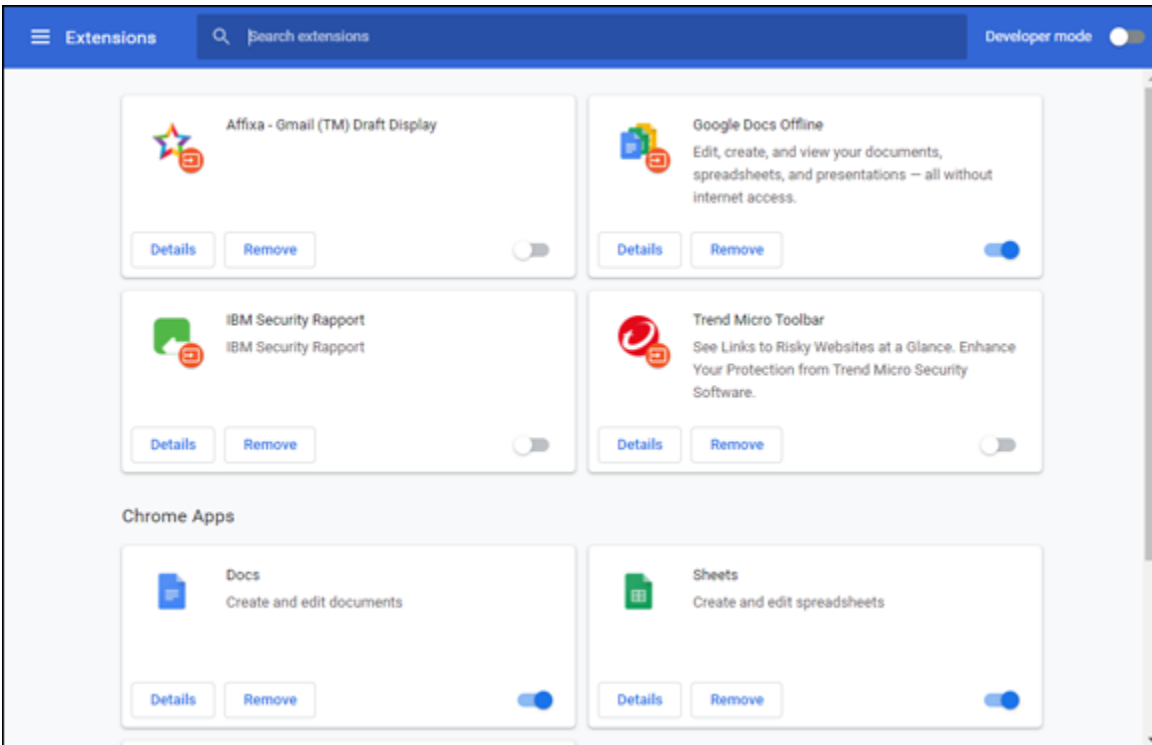 Extensions
Search extensions
Developer mode
Affixa - Gmail (TM) Draft Display
Details
Remove
Google Docs Offline
Edit, create, and view your documents,
spreadsheets, and presentations — all without
internet access.
Details
Remove
IBM Security Rapport
IBM Security Rapport
Details
Remove
Trend Micro Toolbar
See Links to Risky Websites at a Glance. Enhance
Your Protection from Trend Micro Security
Software.
Details
Remove
Chrome Apps
Docs
Create and edit documents
Details
Remove
Sheets
Create and edit spreadsheets
Details
Remove